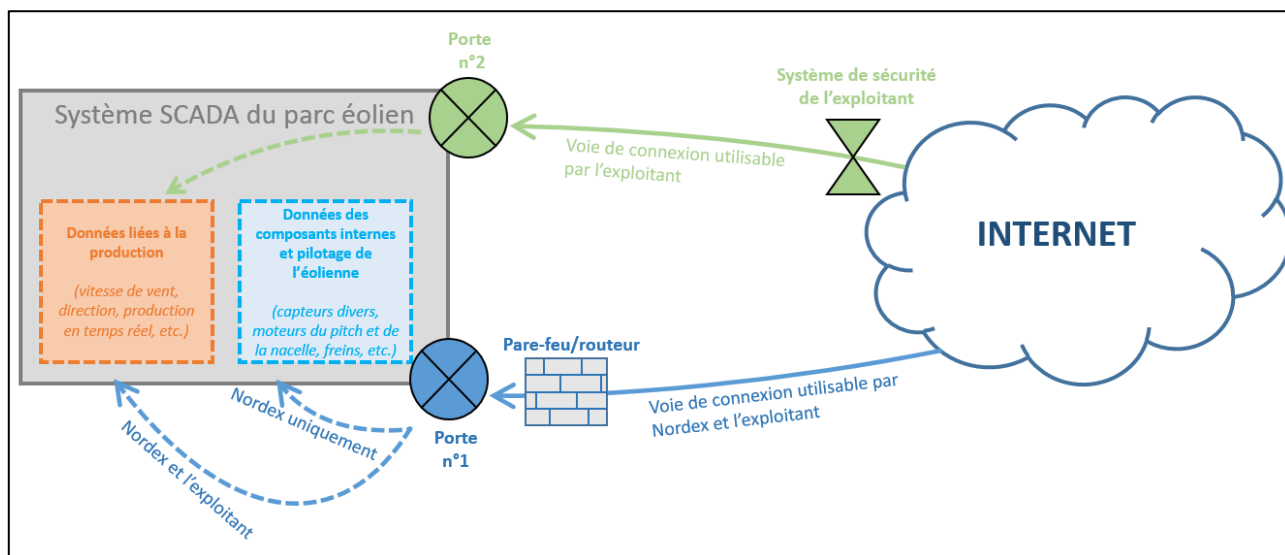 Porte
n°2
Système de sécurité
de l'exploitant
Système SCADA du parc éolien
Voie de connexion utilisable
par l'exploitant
Données liées à la
production
(vitesse de vent,
direction, production
en temps réel, etc.)
Données des
composants internes
et pilotage de
l'éolienne
(capteurs divers,
moteurs du pitch et de
la nacelle, freins, etc.)
INTERNET
Pare-feu/routeur
Voie de connexion utilisable par
Nordex et l'exploitant
Porte
n°1
Nordex uniquement
Nordex et l'exploitant